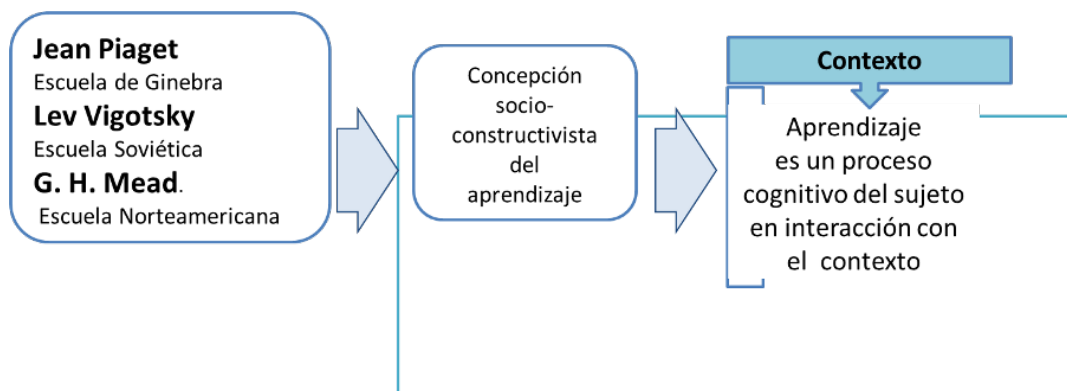 Jean Piaget
Escuela de Ginebra
Lev Vigotsky
Escuela Soviética
G. H. Mead.
Escuela Norteamericana
Concepción
socio-
constructivista
del
aprendizaje
Contexto
Aprendizaje
es un proceso
cognitivo del sujeto
en interacción con
el contexto